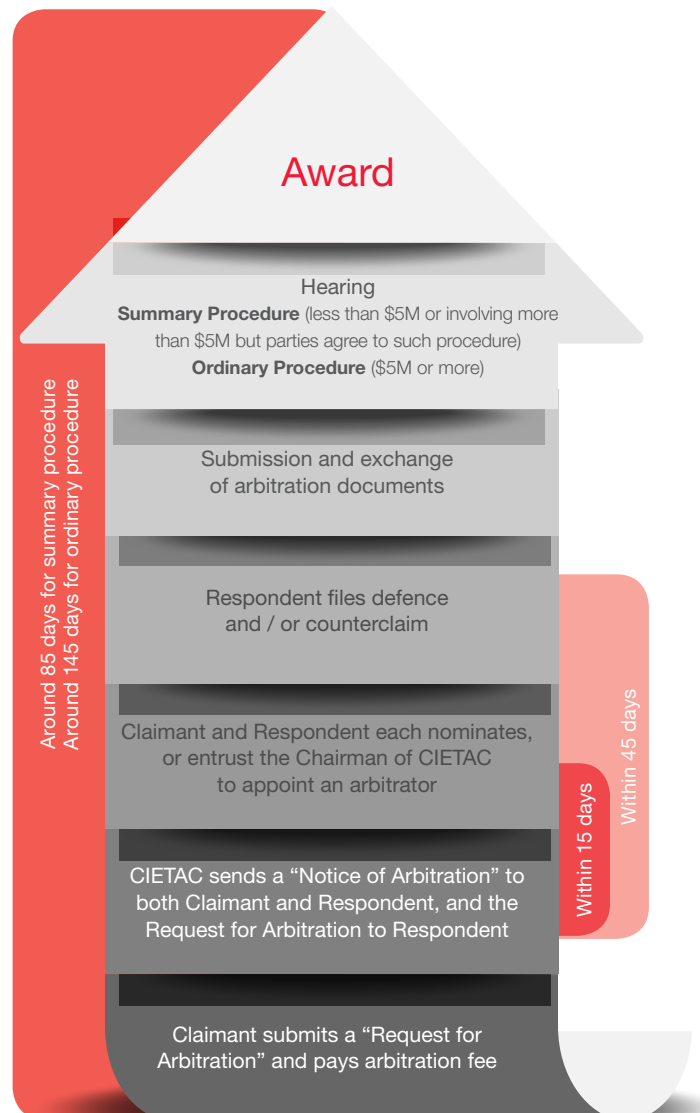 Award
Hearing
Summary Procedure (less than $5M or involving more
than $5M but parties agree to such procedure)
Ordinary Procedure ($5M or more)
Submission and exchange
of arbitration documents
Respondent files defence
and / or counterclaim
Claimant and Respondent each nominates,
or entrust the Chairman of CIETAC
to appoint an arbitrator
CIETAC sends a “Notice of Arbitration” to
both Claimant and Respondent, and the
Request for Arbitration to Respondent
Claimant submits a “Request for
Arbitration” and pays arbitration fee
Around 85 days for summary procedure
Around 145 days for ordinary procedure
Within 15 days
Within 45 days